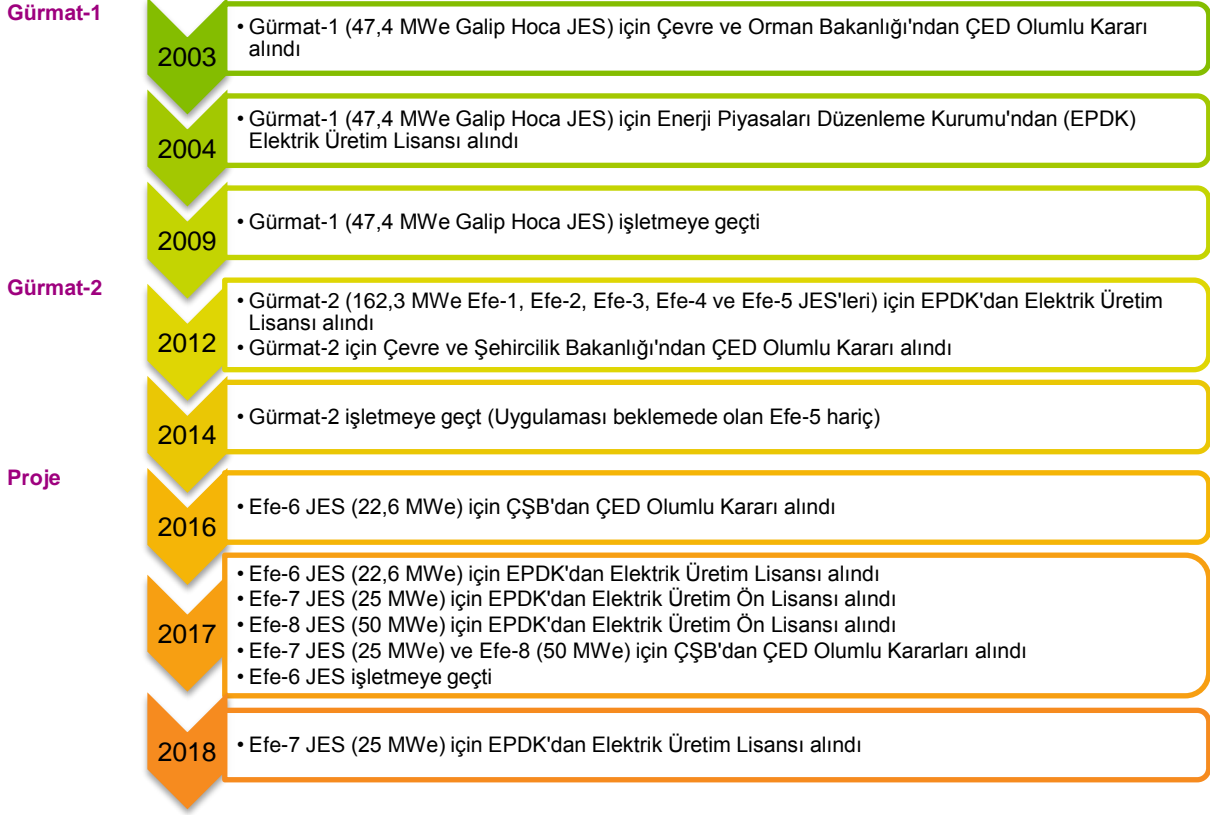 Gürmat-1
2003
• Gürmat-1 (47,4 MWe Galip Hoca JES) için Çevre ve Orman Bakanlığı'ndan ÇED Olumlu Kararı
alındı
2004
• Gürmat-1 (47,4 MWe Galip Hoca JES) için Enerji Piyasaları Düzenleme Kurumu'ndan (EPDK)
Elektrik Üretim Lisansı alındı
2009
• Gürmat-1 (47,4 MWe Galip Hoca JES) işletmeye geçti
Gürmat-2
2012
• Gürmat-2 (162,3 MWe Efe-1, Efe-2, Efe-3, Efe-4 ve Efe-5 JES'leri) için EPDK'dan Elektrik Üretim
Lisansı alındı
• Gürmat-2 için Çevre ve Şehircilik Bakanlığı'ndan ÇED Olumlu Kararı alındı
2014
• Gürmat-2 işletmeye geçt (Uygulaması beklemede olan Efe-5 hariç)
Proje
2016
• Efe-6 JES (22,6 MWe) için ÇŞB'dan ÇED Olumlu Kararı alındı
2017
• Efe-6 JES (22,6 MWe) için EPDK'dan Elektrik Üretim Lisansı alındı
• Efe-7 JES (25 MWe) için EPDK'dan Elektrik Üretim Ön Lisansı alındı
• Efe-8 JES (50 MWe) için EPDK'dan Elektrik Üretim Ön Lisansı alındı
• Efe-7 JES (25 MWe) ve Efe-8 (50 MWe) için ÇŞB'dan ÇED Olumlu Kararları alındı
• Efe-6 JES işletmeye geçti
2018
• Efe-7 JES (25 MWe) için EPDK'dan Elektrik Üretim Lisansı alındı